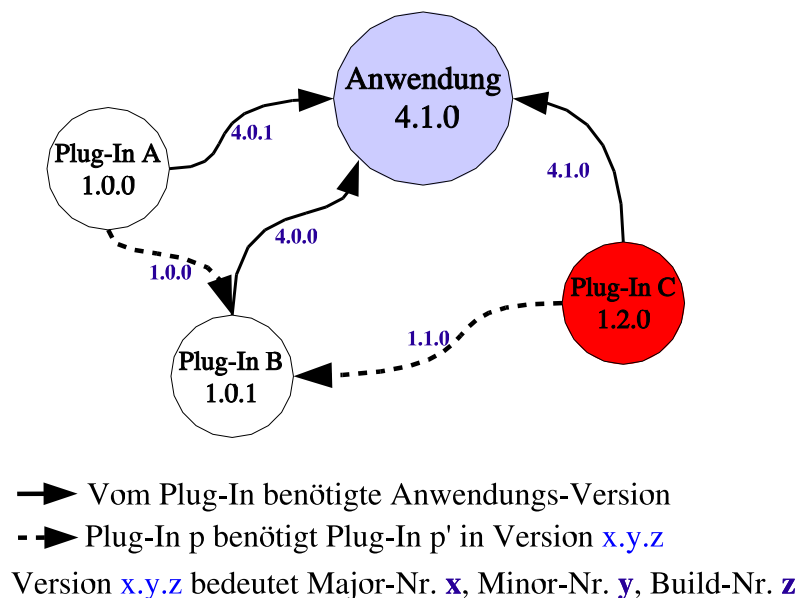 Anwendung
4.1.0
4.0.1
Plug-In A
1.0.0
4.1.0
4.0.0
1.0.0
Plug-In C
1.2.0
1.1.0
Plug-In B
1.0.1
Vom Plug-In benötigte Anwendungs-Version
Plug-In p benötigt Plug-In p' in Version x.y.z
Version x.y.z bedeutet Major-Nr. x, Minor-Nr. y, Build-Nr. z